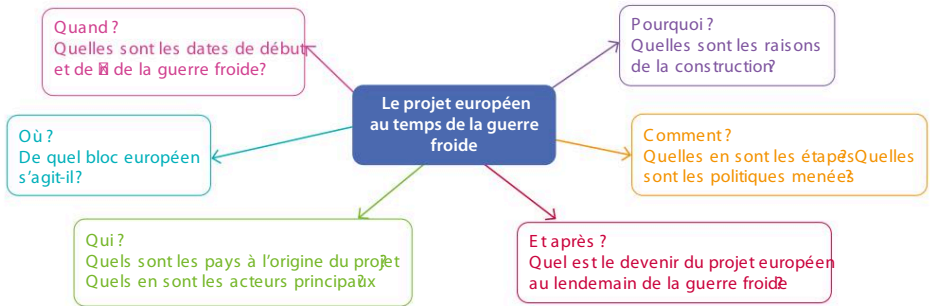 Quand ?
Quelles sont les dates de début
et de de la guerre froide?
Pourquoi ?
Quelles sont les raisons
de la construction?
Le projet européen
au temps de la guerre
froide
Où ?
De quel bloc européen
s'agit-il?
Comment ?
Quelles en sont les étapes?Quelles
sont les politiques menées?
Qui ?
Quels sont les pays à l'origine du projet?
Quels en sont les acteurs principaux?
Et après ?
Quel est le devenir du projet européen
au lendemain de la guerre froide?